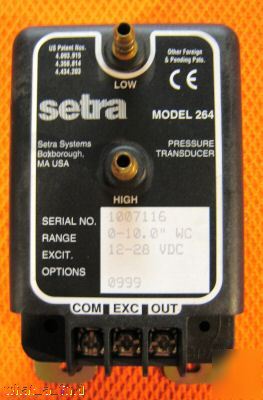 US Patent Nos.
4,093,915
4,358,814
4,434,203
Other Foreign
& Pending Pats.
CE
LOW
setra
MODEL 264
Setra Systems
Boxborough,
MA USA
PRESSURE
TRANSDUCER
HIGH
SERIAL NO. 1007116
RANGE 0-10.0" WC
EXCIT. 12-28 VDC
OPTIONS
0999
COM EXC OUT
what_a_find